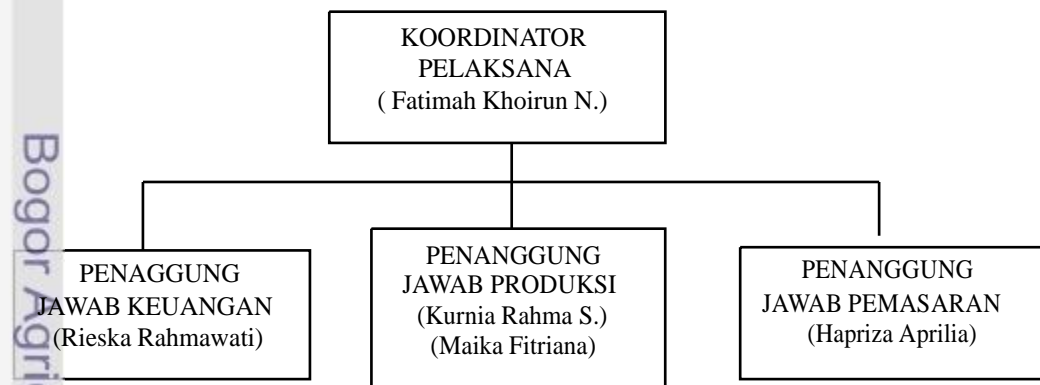 KOORDINATOR
PELAKSANA
( Fatimah Khoirun N.)
PENAGGUNG
JAWAB KEUANGAN
(Rieska Rahmawati)
PENANGGUNG
JAWAB PRODUKSI
(Kurnia Rahma S.)
(Maika Fitriana)
PENANGGUNG
JAWAB PEMASARAN
(Hapriza Aprilia)
Bogor